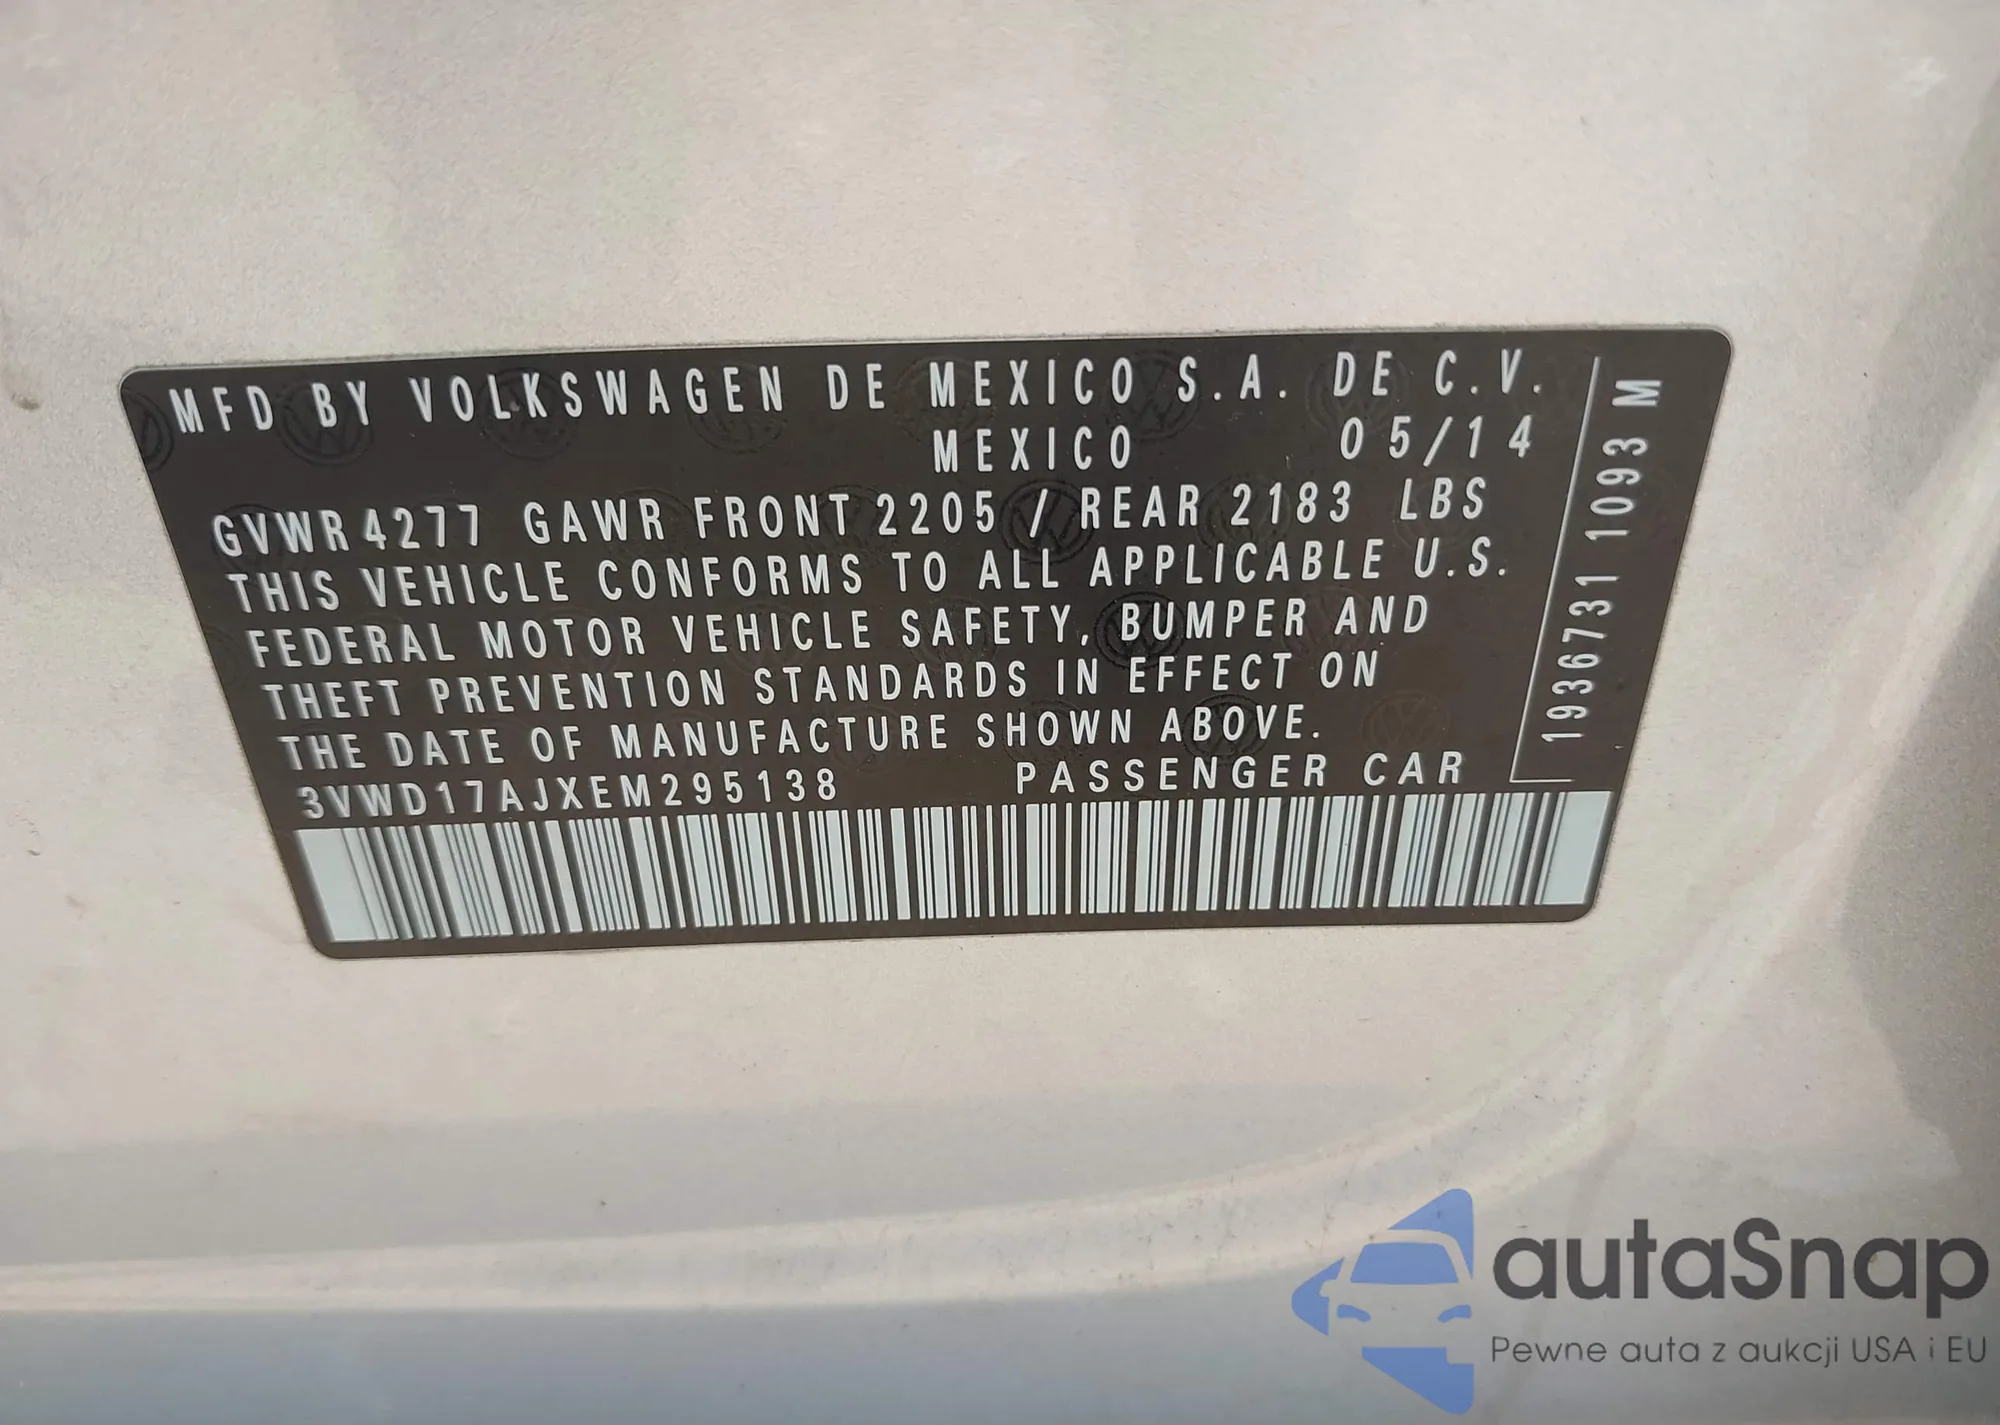 MFD BY VOLKSWAGEN DE MEXICO S.A. DE C.V.
MEXICO 05/14
GVWR 4277 GAWR FRONT 2205 / REAR 2183 LBS
THIS VEHICLE CONFORMS TO ALL APPLICABLE U.S.
FEDERAL MOTOR VEHICLE SAFETY, BUMPER AND
THEFT PREVENTION STANDARDS IN EFFECT ON
THE DATE OF MANUFACTURE SHOWN ABOVE.
3VWD17AJXEM295138 PASSENGER CAR
1936731 1093 M
autaSnap
Pewne auta z aukcji USA i EU